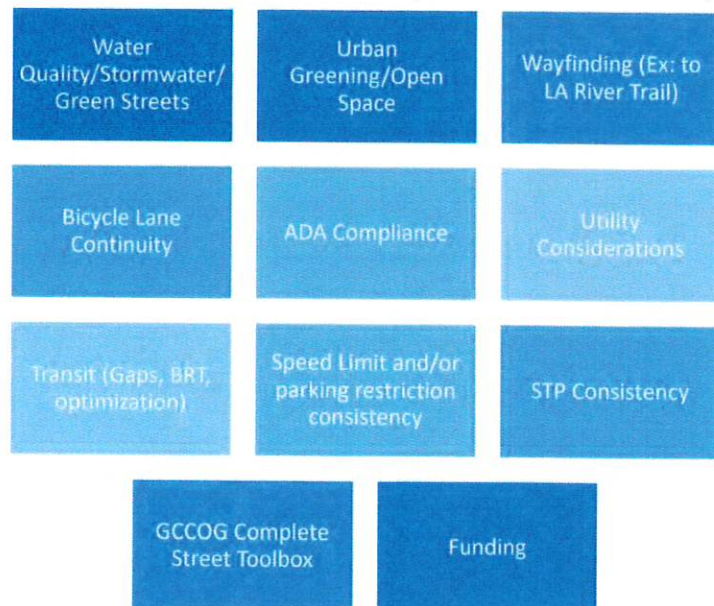 Water
Quality/Stormwater/
Green Streets
Urban
Greening/Open
Space
Wayfinding (Ex: to
LA River Trail)
Bicycle Lane
Continuity
ADA Compliance
Utility
Considerations
Transit (Gaps, BRT,
optimization)
Speed Limit and/or
parking restriction
consistency
STP Consistency
GCCOG Complete
Street Toolbox
Funding